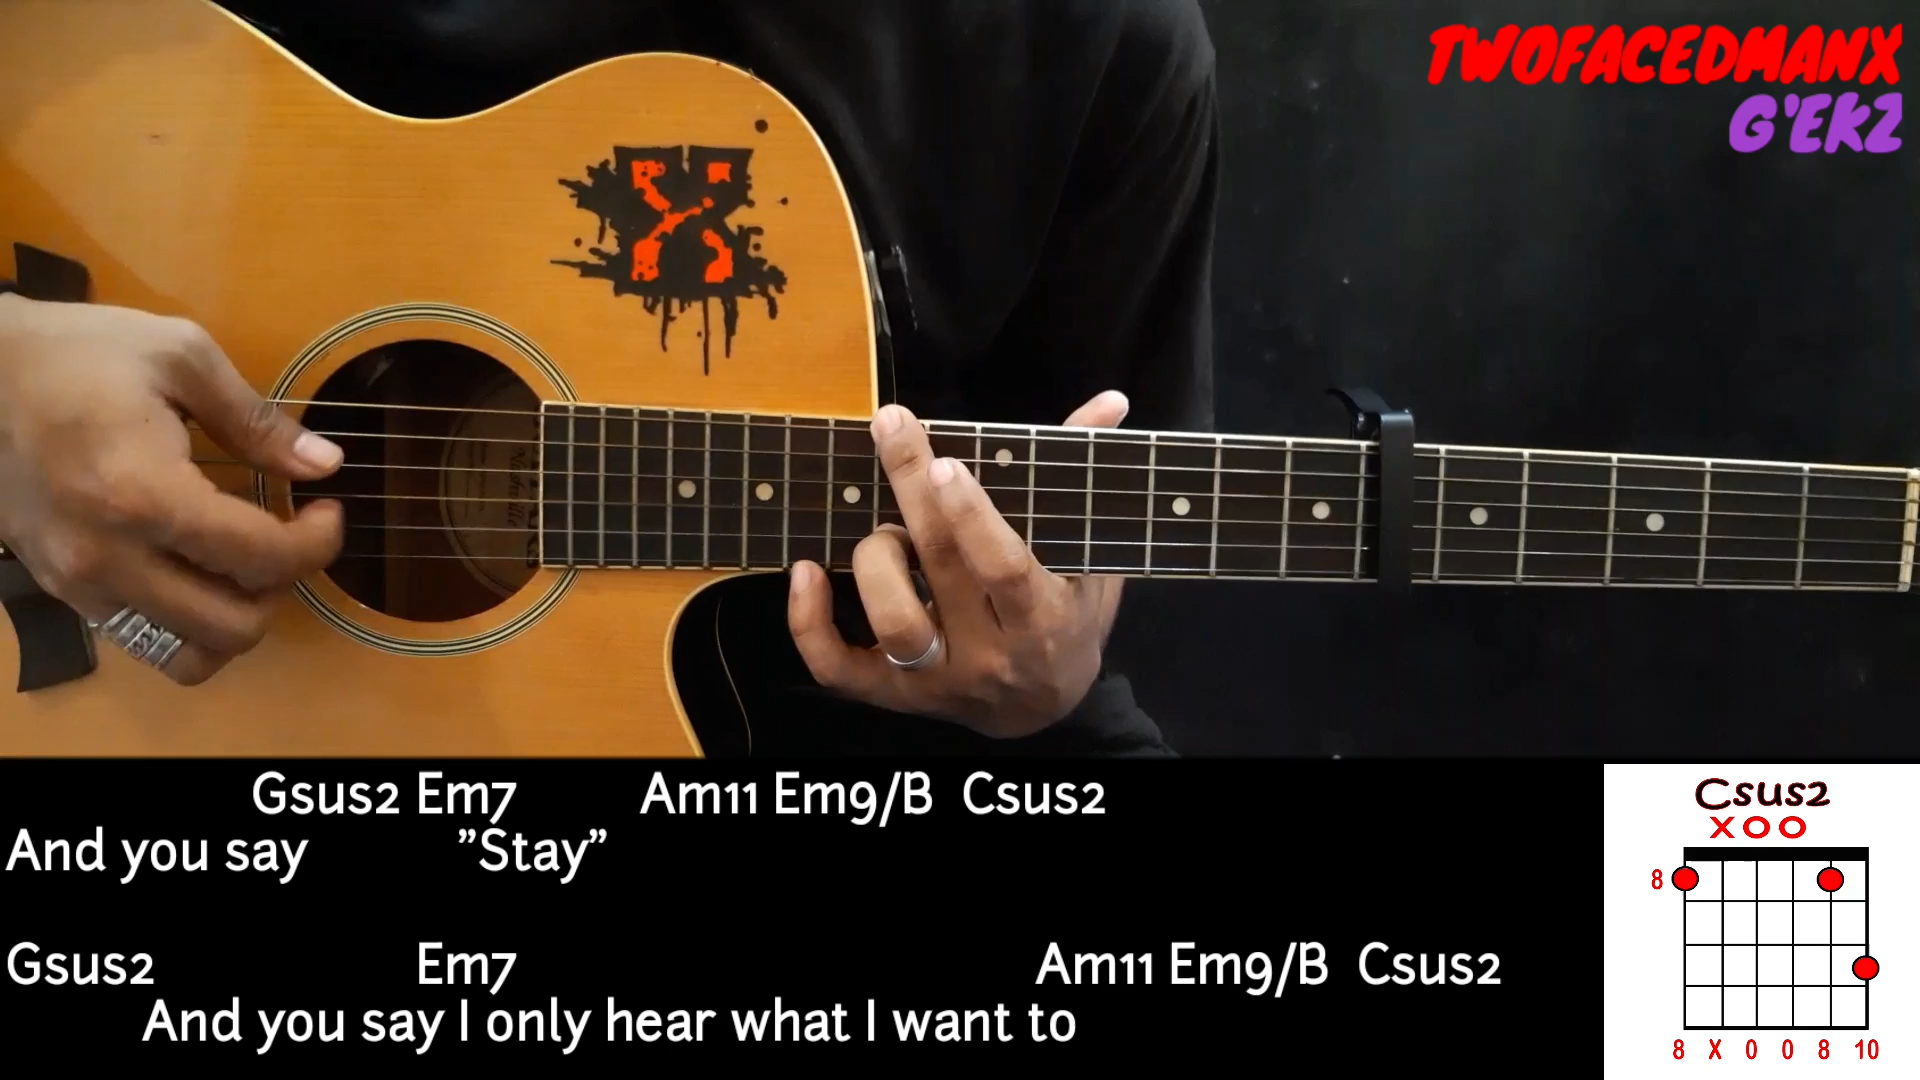 TWOFACEDMANX
G'EKZ
Gsus2 Em7 Am11 Em9/B Csus2
And you say "Stay"
Gsus2 Em7 Am11 Em9/B Csus2
And you say I only hear what I want to
Csus2
X O O
8
8 X 0 0 8 10